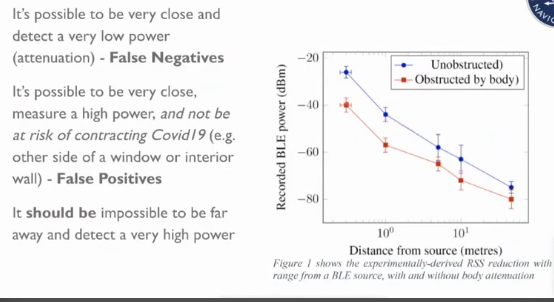 It's possible to be very close and
detect a very low power
(attenuation) - False Negatives
It's possible to be very close,
measure a high power, and not be
at risk of contracting Covid19 (e.g.
other side of a window or interior
wall) - False Positives
It should be impossible to be far
away and detect a very high power
NAVIG
Recorded BLE power (dBm)
−20
−40
−60
−80
Unobstructed)
Obstructed by body)
10⁰
10¹
Distance from source (metres)
Figure 1 shows the experimentally-derived RSS reduction with
range from a BLE source, with and without body attenuation